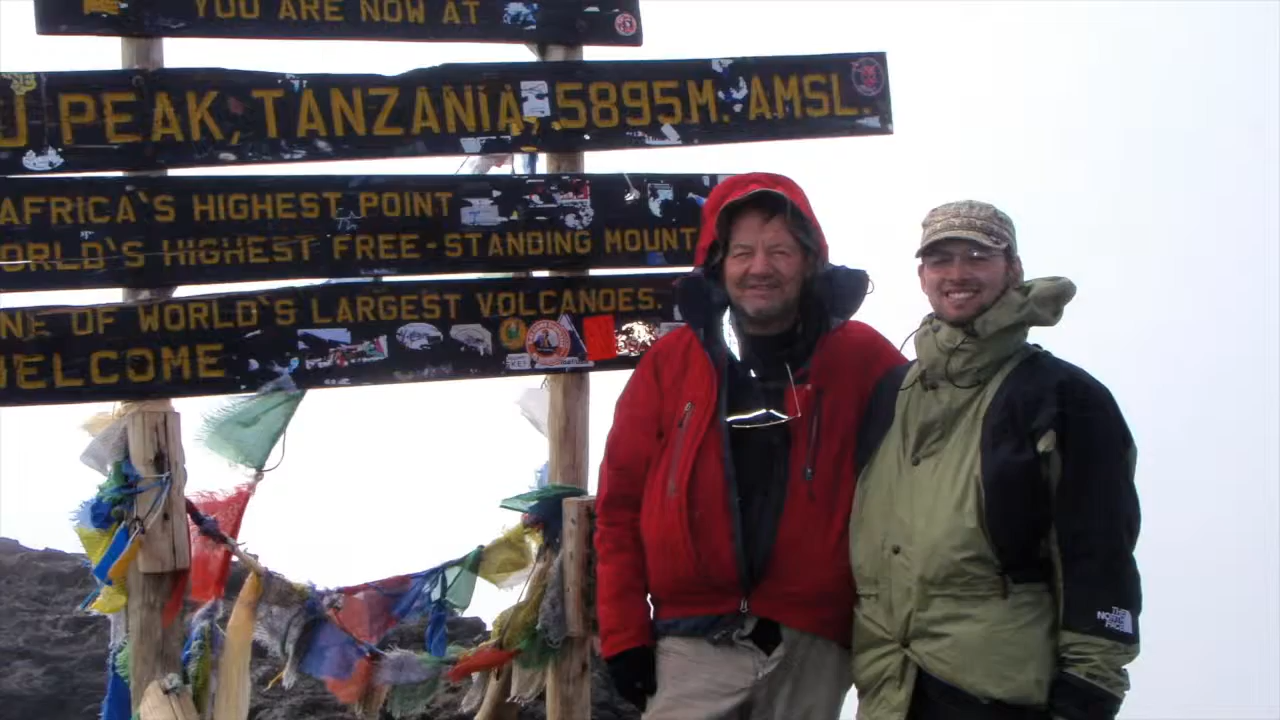 YOU ARE NOW AT
U PEAK, TANZANIA, 5895M. AMSL.
AFRICA'S HIGHEST POINT
ORLD'S HIGHEST FREE-STANDING MOUNT
NE OF WORLD'S LARGEST VOLCANOES.
WELCOME
THE
NORTH
FACE